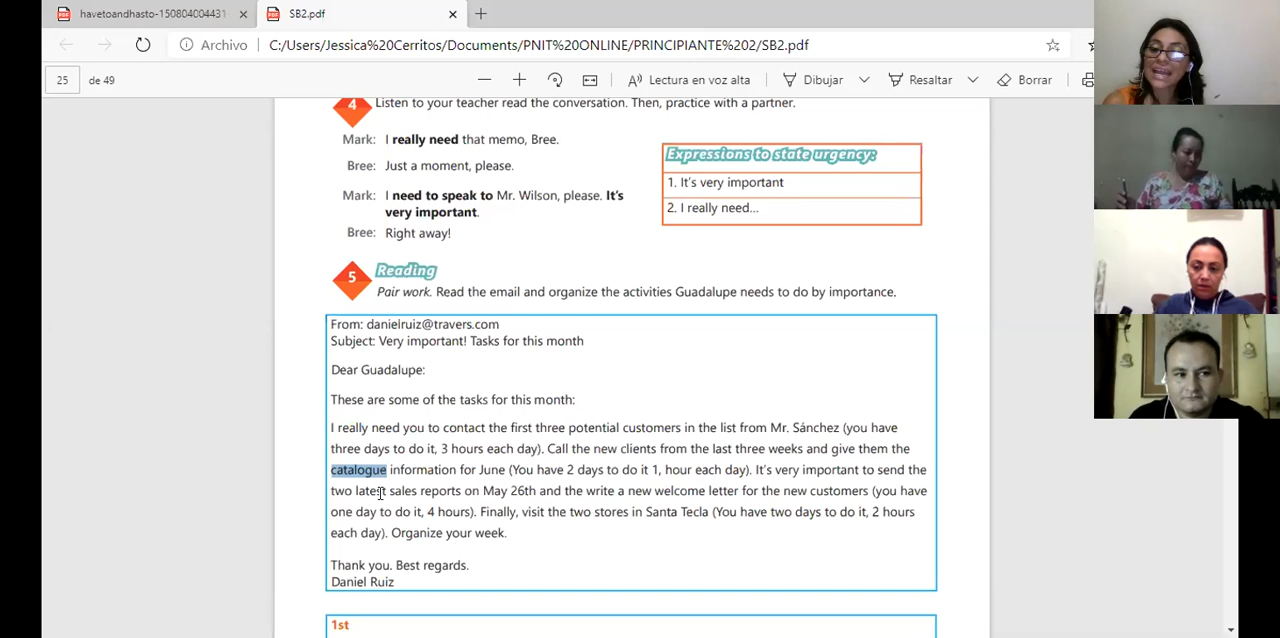 havetoandhasto-150804004431
SB2.pdf
Archivo
C:/Users/Jessica%20Cerritos/Documents/PNIT%20ONLINE/PRINCIPIANTE%202/SB2.pdf
25 de 49
Lectura en voz alta
Dibujar
Resaltar
Borrar
4 Listen to your teacher read the conversation. Then, practice with a partner.
Mark: I really need that memo, Bree.
Bree: Just a moment, please.
Mark: I need to speak to Mr. Wilson, please. It's
very important.
Bree: Right away!
Expressions to state urgency:
1. It's very important
2. I really need...
5 Reading
Pair work. Read the email and organize the activities Guadalupe needs to do by importance.
From: danielruiz@travers.com
Subject: Very important! Tasks for this month
Dear Guadalupe:
These are some of the tasks for this month:
I really need you to contact the first three potential customers in the list from Mr. Sánchez (you have
three days to do it, 3 hours each day). Call the new clients from the last three weeks and give them the
catalogue information for June (You have 2 days to do it 1, hour each day). It's very important to send the
two latest sales reports on May 26th and the write a new welcome letter for the new customers (you have
one day to do it, 4 hours). Finally, visit the two stores in Santa Tecla (You have two days to do it, 2 hours
each day). Organize your week.
Thank you. Best regards.
Daniel Ruiz
1st